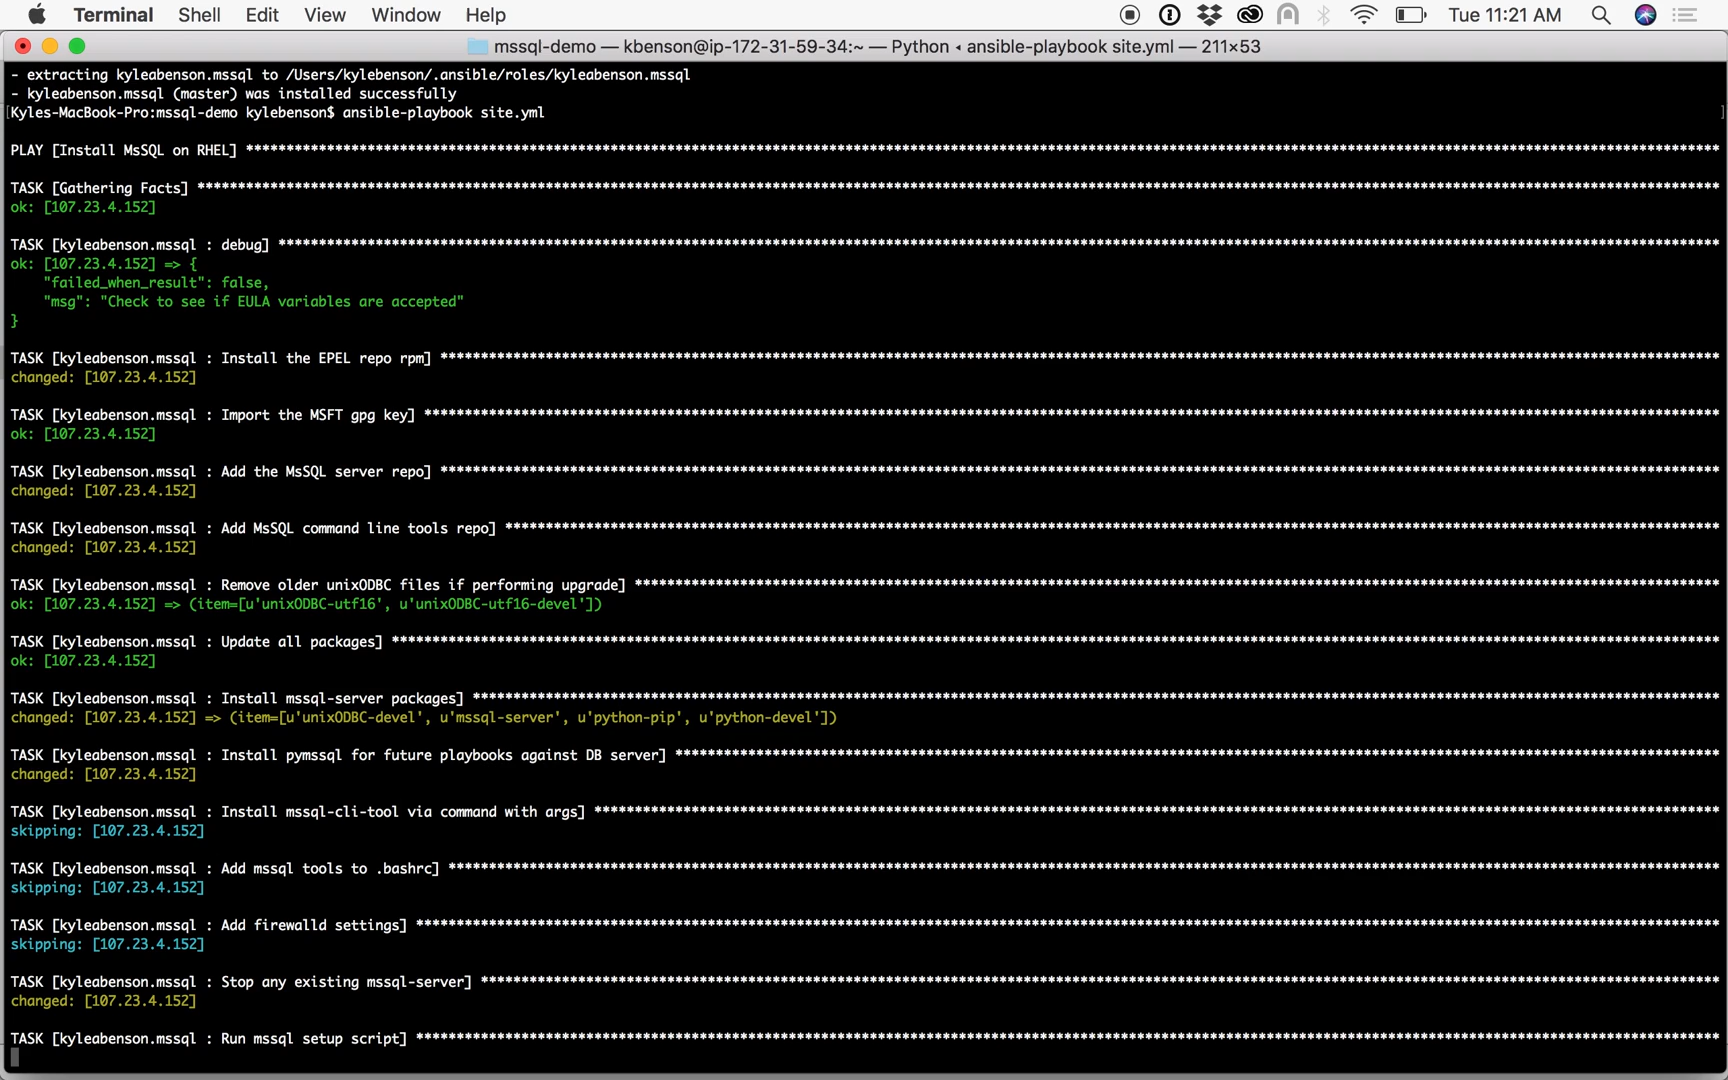 Terminal Shell Edit View Window Help Tue 11:21 AM
mssql-demo — kbenson@ip-172-31-59-34:~ — Python ◂ ansible-playbook site.yml — 211×53
- extracting kyleabenson.mssql to /Users/kylebenson/.ansible/roles/kyleabenson.mssql
- kyleabenson.mssql (master) was installed successfully
[Kyles-MacBook-Pro:mssql-demo kylebenson$ ansible-playbook site.yml ]
PLAY [Install MsSQL on RHEL] **********************************************************************************************************************************************************************************
TASK [Gathering Facts] ****************************************************************************************************************************************************************************************
ok: [107.23.4.152]
TASK [kyleabenson.mssql : debug] ******************************************************************************************************************************************************************************
ok: [107.23.4.152] => {
"failed_when_result": false,
"msg": "Check to see if EULA variables are accepted"
}
TASK [kyleabenson.mssql : Install the EPEL repo rpm] **********************************************************************************************************************************************************
changed: [107.23.4.152]
TASK [kyleabenson.mssql : Import the MSFT gpg key] ************************************************************************************************************************************************************
ok: [107.23.4.152]
TASK [kyleabenson.mssql : Add the MsSQL server repo] **********************************************************************************************************************************************************
changed: [107.23.4.152]
TASK [kyleabenson.mssql : Add MsSQL command line tools repo] **************************************************************************************************************************************************
changed: [107.23.4.152]
TASK [kyleabenson.mssql : Remove older unixODBC files if performing upgrade] **********************************************************************************************************************************
ok: [107.23.4.152] => (item=[u'unixODBC-utf16', u'unixODBC-utf16-devel'])
TASK [kyleabenson.mssql : Update all packages] ****************************************************************************************************************************************************************
ok: [107.23.4.152]
TASK [kyleabenson.mssql : Install mssql-server packages] ******************************************************************************************************************************************************
changed: [107.23.4.152] => (item=[u'unixODBC-devel', u'mssql-server', u'python-pip', u'python-devel'])
TASK [kyleabenson.mssql : Install pymssql for future playbooks against DB server] *****************************************************************************************************************************
changed: [107.23.4.152]
TASK [kyleabenson.mssql : Install mssql-cli-tool via command with args] ***************************************************************************************************************************************
skipping: [107.23.4.152]
TASK [kyleabenson.mssql : Add mssql tools to .bashrc] *********************************************************************************************************************************************************
skipping: [107.23.4.152]
TASK [kyleabenson.mssql : Add firewalld settings] *************************************************************************************************************************************************************
skipping: [107.23.4.152]
TASK [kyleabenson.mssql : Stop any existing mssql-server] *****************************************************************************************************************************************************
changed: [107.23.4.152]
TASK [kyleabenson.mssql : Run mssql setup script] *************************************************************************************************************************************************************